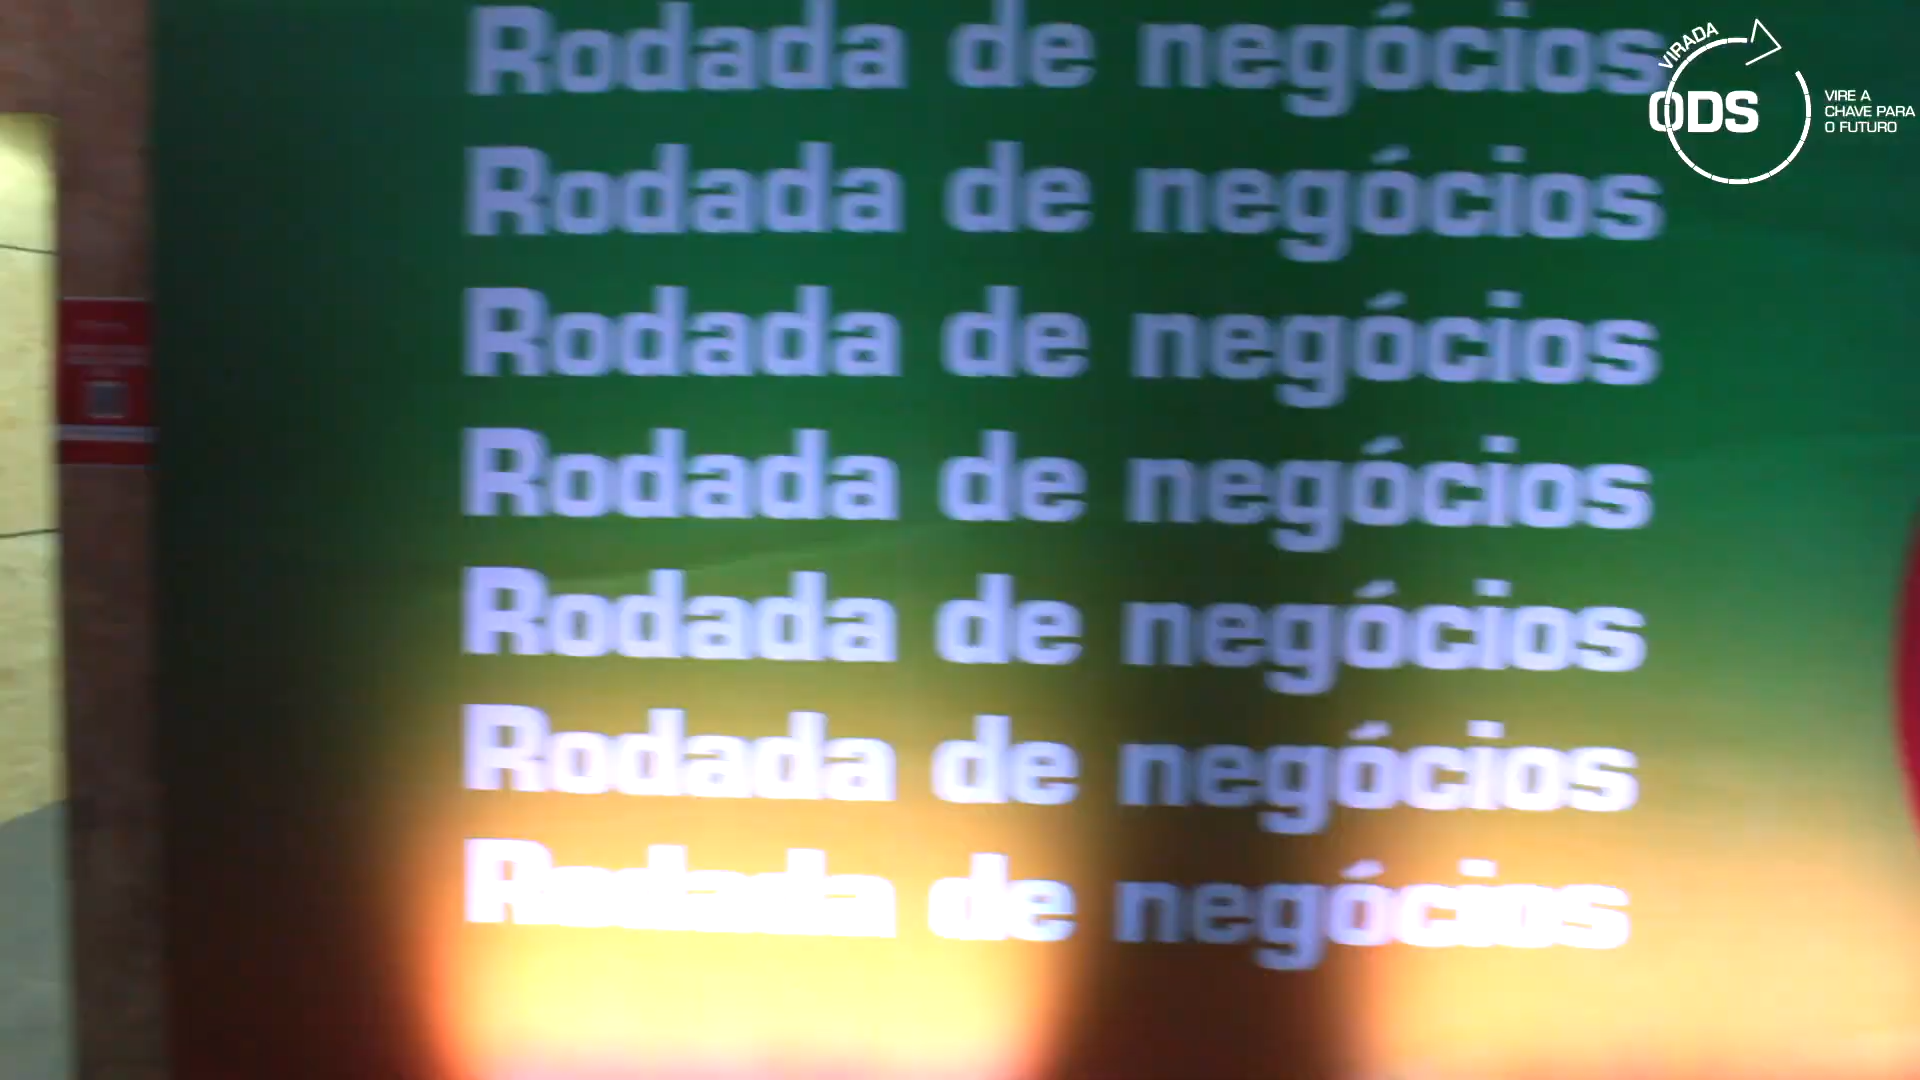 Rodada de negócios
Rodada de negócios
Rodada de negócios
Rodada de negócios
Rodada de negócios
Rodada de negócios
Rodada de negócios
VIRADA
ODS
VIRE A
CHAVE PARA
O FUTURO